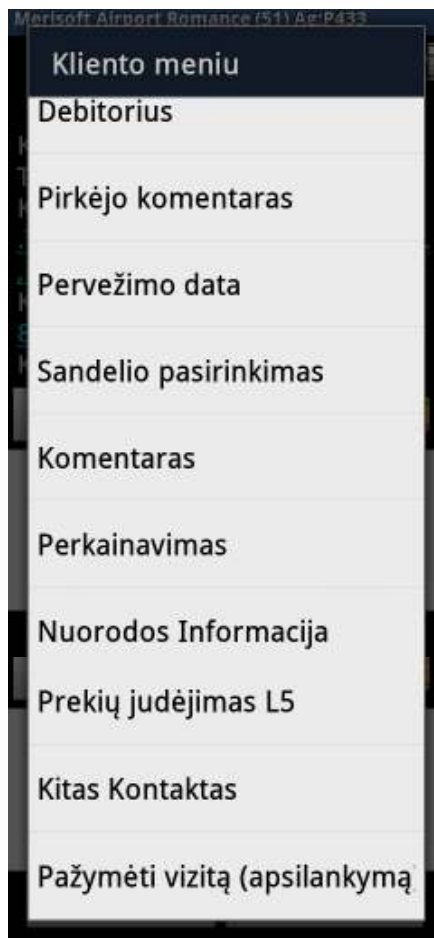 Merisoft Airport Romance (51) Ag:P433
Kliento meniu
Debitorius
Pirkėjo komentaras
Pervežimo data
Sandelio pasirinkimas
Komentaras
Perkainavimas
Nuorodos Informacija
Prekių judėjimas L5
Kitas Kontaktas
Pažymėti vizitą (apsilankymą